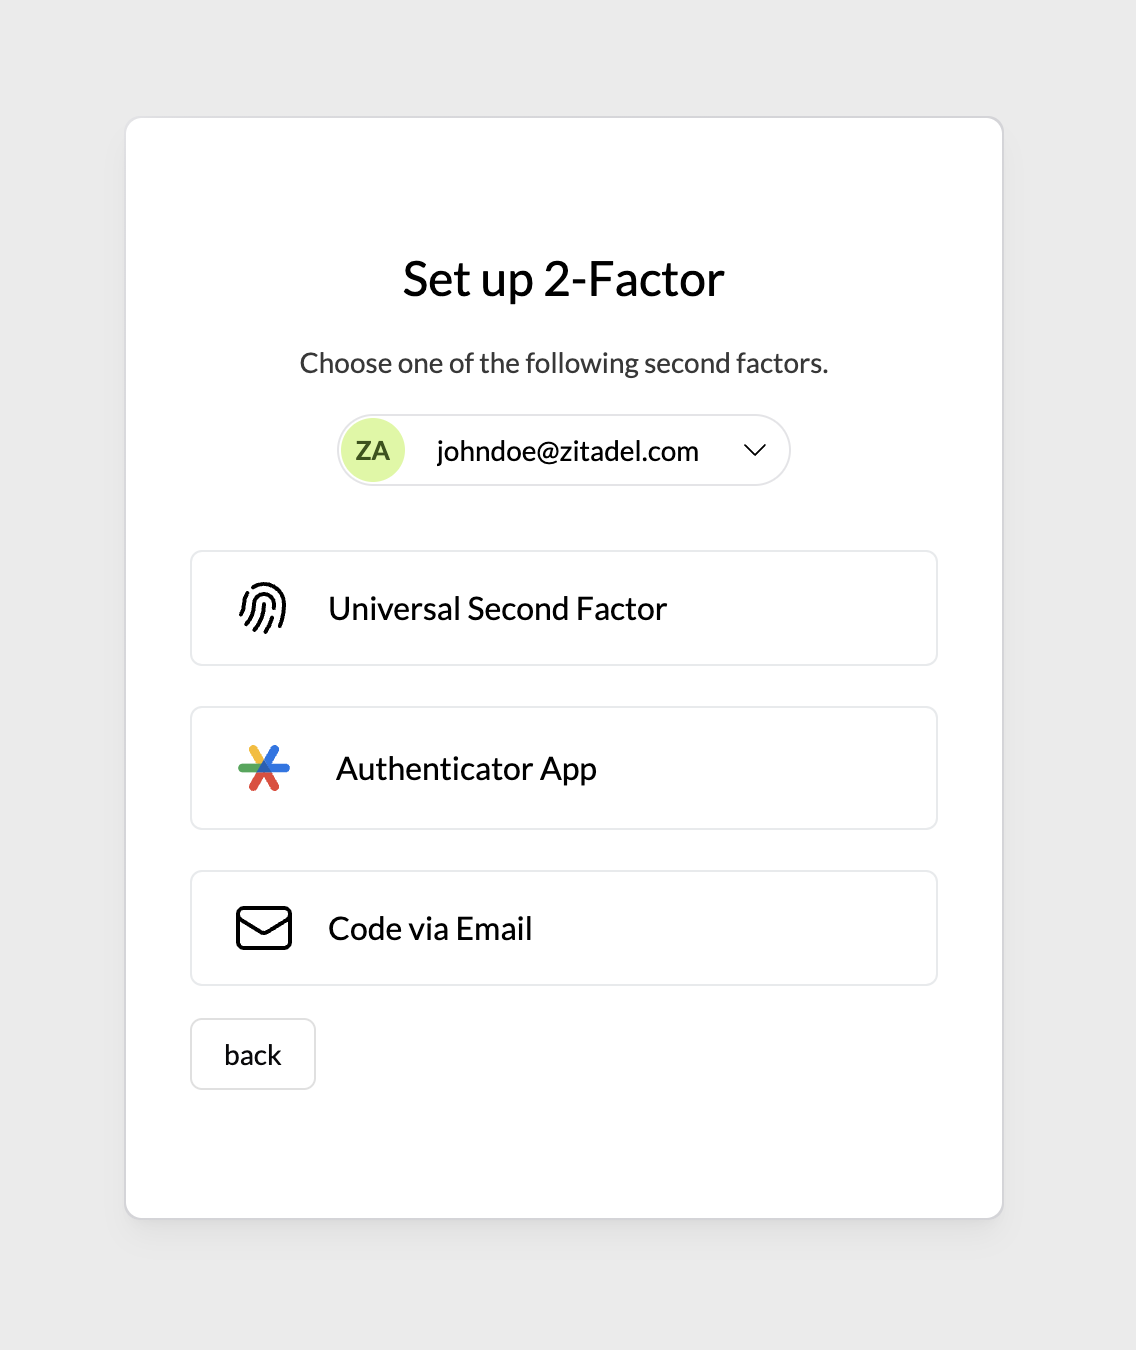 Set up 2-Factor
Choose one of the following second factors.
ZA johndoe@zitadel.com
Universal Second Factor
Authenticator App
Code via Email
back